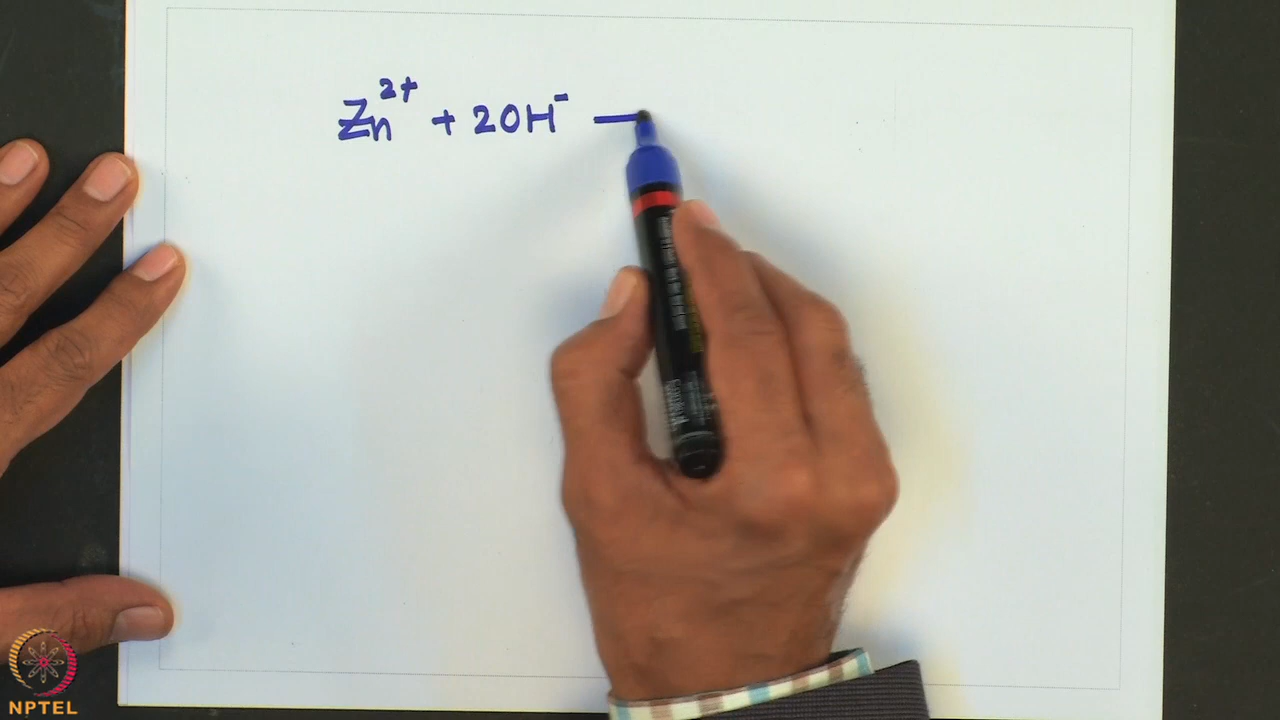 Zn²⁺ + 2OH⁻ —
NPTEL